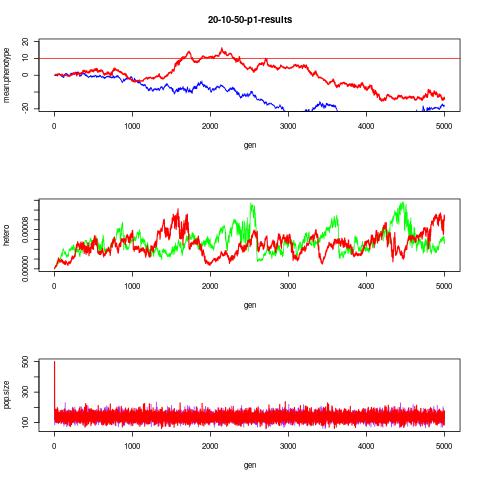 20-10-50-p1-results
mean.phenotype
20
10
0
-20
0 1000 2000 3000 4000 5000
gen
hetero
0.00008
0.00000
0 1000 2000 3000 4000 5000
gen
pop.size
500
300
100
0 1000 2000 3000 4000 5000
gen